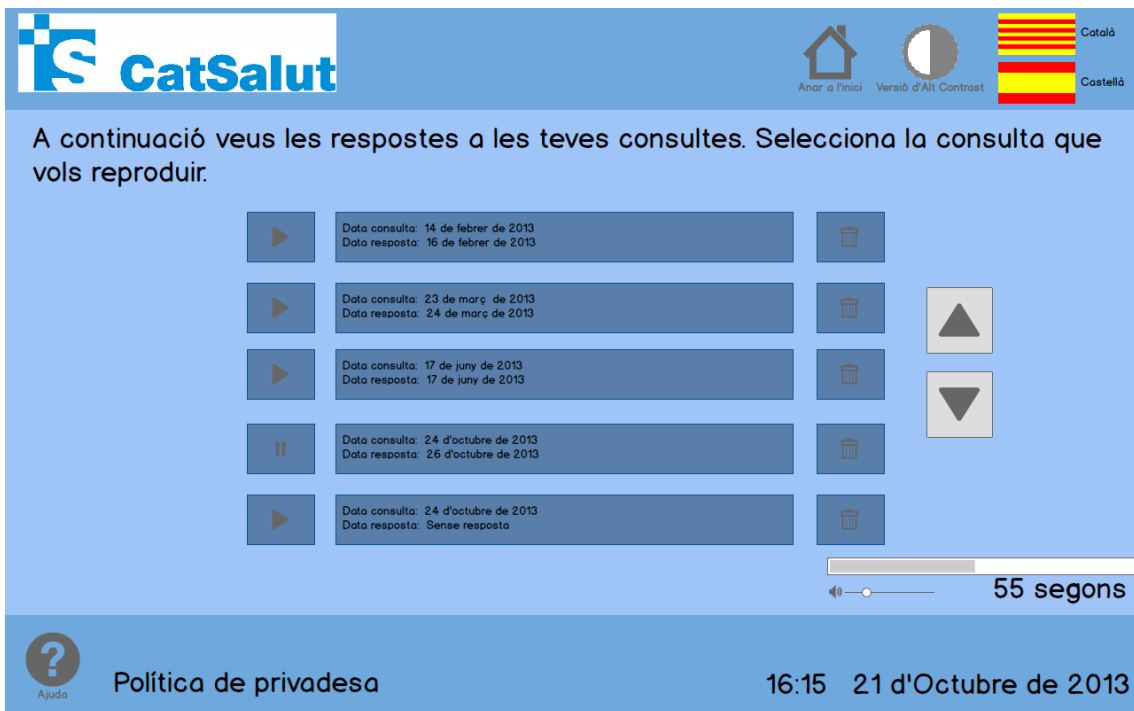 CatSalut
Anar a l'inici
Versió d'Alt Contrast
Català
Castellà
A continuació veus les respostes a les teves consultes. Selecciona la consulta que
vols reproduir.
Data consulta: 14 de febrer de 2013
Data resposta: 16 de febrer de 2013
Data consulta: 23 de març de 2013
Data resposta: 24 de març de 2013
Data consulta: 17 de juny de 2013
Data resposta: 17 de juny de 2013
Data consulta: 24 d'octubre de 2013
Data resposta: 26 d'octubre de 2013
Data consulta: 24 d'octubre de 2013
Data resposta: Sense resposta
55 segons
Ajuda
Política de privadesa
16:15 21 d'Octubre de 2013